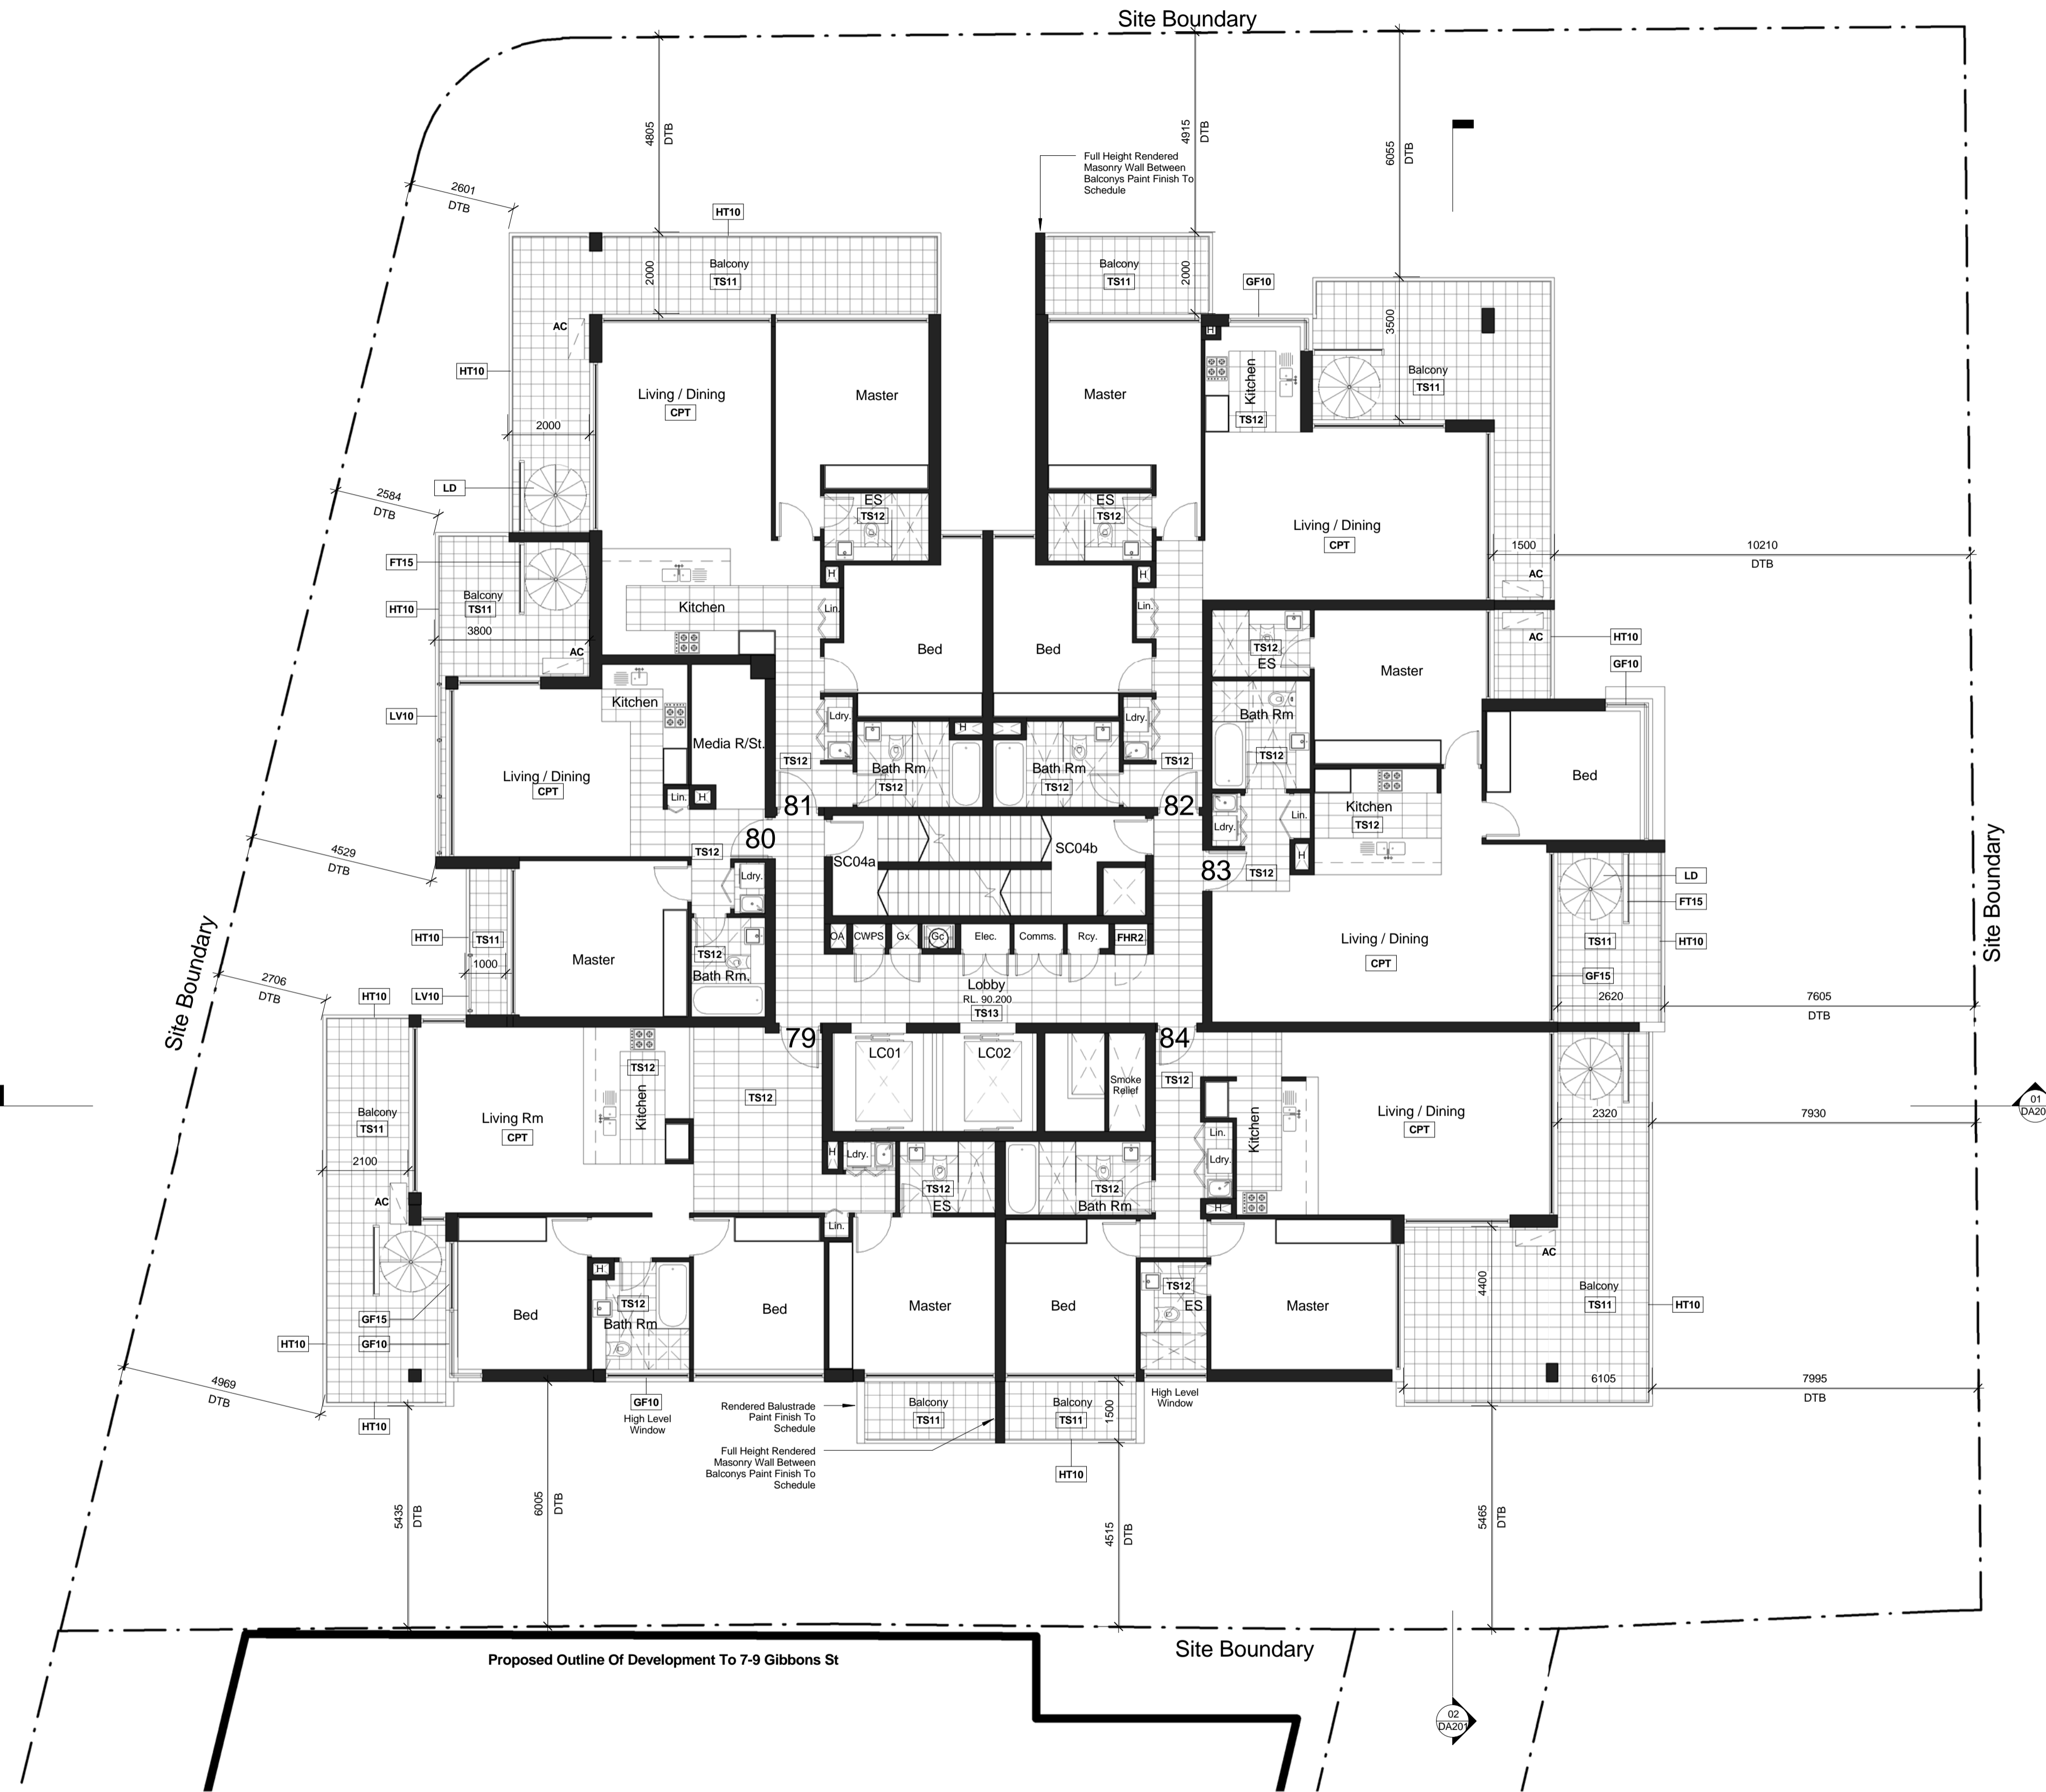 Site Boundary
4805
DTB
4915
DTB
6055
DTB
Full Height Rendered
Masonry Wall Between
Balconys Paint Finish To
Schedule
2601
DTB
HT10
Balcony
TS11
2000
Balcony
TS11
2000
GF10
3500
AC
H
Kitchen
TS12
Balcony
TS11
HT10
Living / Dining
CPT
Master
Master
2000
LD
2584
DTB
ES
TS12
ES
TS12
Living / Dining
CPT
1500
10210
DTB
AC
FT15
HT10
Balcony
TS11
3800
AC
Kitchen
H
Lin.
H
Lin.
Bed
Bed
TS12
ES
Master
AC
HT10
GF10
LV10
Kitchen
Media R/St.
Ldry.
H
Bath Rm
TS12
TS12
Ldry.
Bath Rm
TS12
TS12
Bath Rm
TS12
Bed
Living / Dining
CPT
Lin.
H
81
82
Kitchen
TS12
Ldry.
Lin.
H
80
TS12
SC04a
SC04b
83
TS12
4529
DTB
Ldry.
LD
FT15
HT10
TS11
1000
LV10
Master
TS12
Bath Rm.
OA
CWPS
Gx
Gc
Elec.
Comms.
Rcy.
FHR2
Lobby
RL. 90.200
TS13
Living / Dining
CPT
TS11
HT10
GF15
2620
7605
DTB
Site Boundary
Site Boundary
2706
DTB
HT10
79
LC01
LC02
Smoke
Relief
84
TS12
TS12
Kitchen
TS12
Living Rm
CPT
Balcony
TS11
2100
AC
Kitchen
Lin.
Ldry.
H
Living / Dining
CPT
2320
7930
DTB
01
DA20
H
Ldry.
TS12
ES
TS12
Bath Rm
Lin.
AC
4400
Balcony
TS11
HT10
H
TS12
Bath Rm
Bed
Bed
Master
Bed
TS12
ES
Master
GF15
GF10
HT10
4969
DTB
HT10
GF10
High Level
Window
Rendered Balustrade
Paint Finish To
Schedule
Balcony
TS11
Balcony
TS11
1500
High Level
Window
6105
7995
DTB
Full Height Rendered
Masonry Wall Between
Balconys Paint Finish To
Schedule
HT10
5435
DTB
6005
DTB
4515
DTB
5465
DTB
Site Boundary
Proposed Outline Of Development To 7-9 Gibbons St
02
DA201